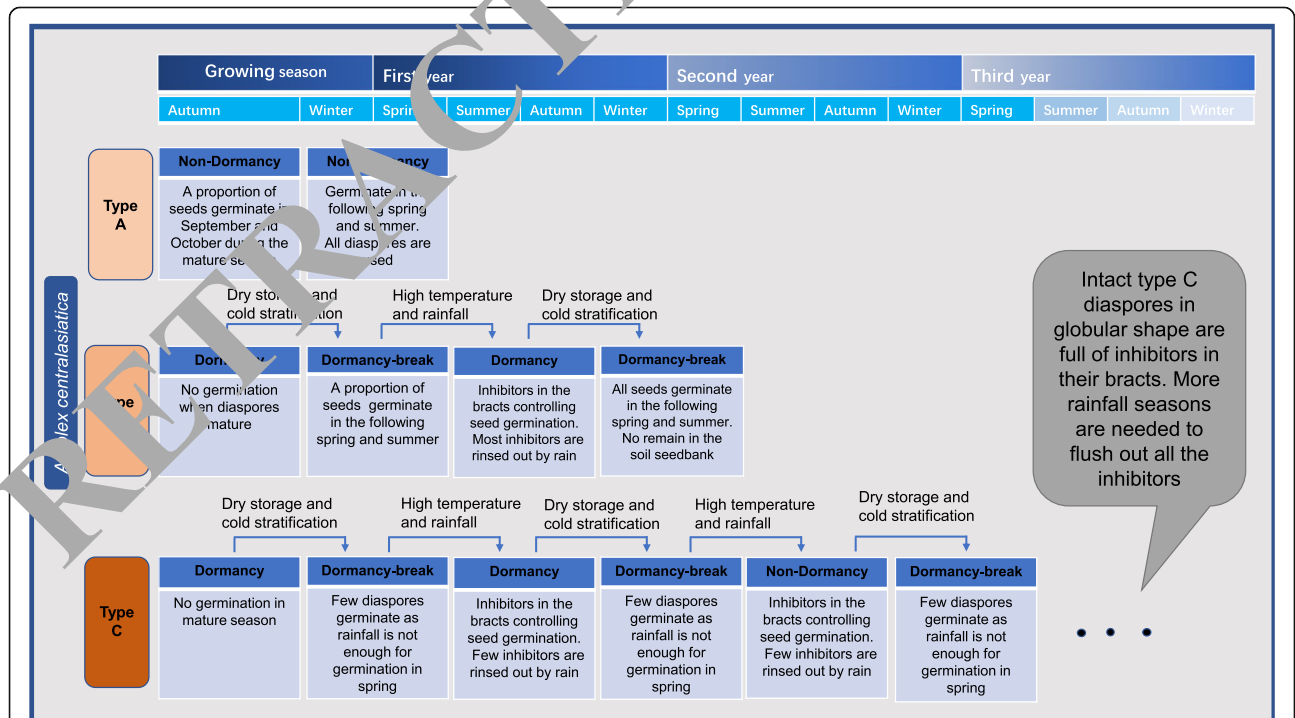 RETRACT
Growing season
First year
Second year
Third year
Autumn
Winter
Spring
Summer
Autumn
Winter
Spring
Summer
Autumn
Winter
Spring
Summer
Autumn
Winter
centralasiatica
Type
A
Non-Dormancy
A proportion of
seeds germinate in
September and
October during the
mature
Germinate in the
following spring
and summer.
All diaspores are
Dry storage and
cold stratification
High temperature
and rainfall
Dry storage and
cold stratification
Dormancy
No germination
when diaspores
mature
Dormancy-break
A proportion of
seeds germinate
in the following
spring and summer
Dormancy
Inhibitors in the
bracts controlling
seed germination.
Most inhibitors are
rinsed out by rain
Dormancy-break
All seeds germinate
in the following
spring and summer.
No remain in the
soil seedbank
Dry storage and
cold stratification
High temperature
and rainfall
Dry storage and
cold stratification
High temperature
and rainfall
Dry storage and
cold stratification
Type
C
Dormancy
No germination in
mature season
Dormancy-break
Few diaspores
germinate as
rainfall is not
enough for
germination in
spring
Dormancy
Inhibitors in the
bracts controlling
seed germination.
Few inhibitors are
rinsed out by rain
Dormancy-break
Few diaspores
germinate as
rainfall is not
enough for
germination in
spring
Non-Dormancy
Inhibitors in the
bracts controlling
seed germination.
Few inhibitors are
rinsed out by rain
Dormancy-break
Few diaspores
germinate as
rainfall is not
enough for
germination in
spring
Intact type C
diaspores in
globular shape are
full of inhibitors in
their bracts. More
rainfall seasons
are needed to
flush out all the
inhibitors